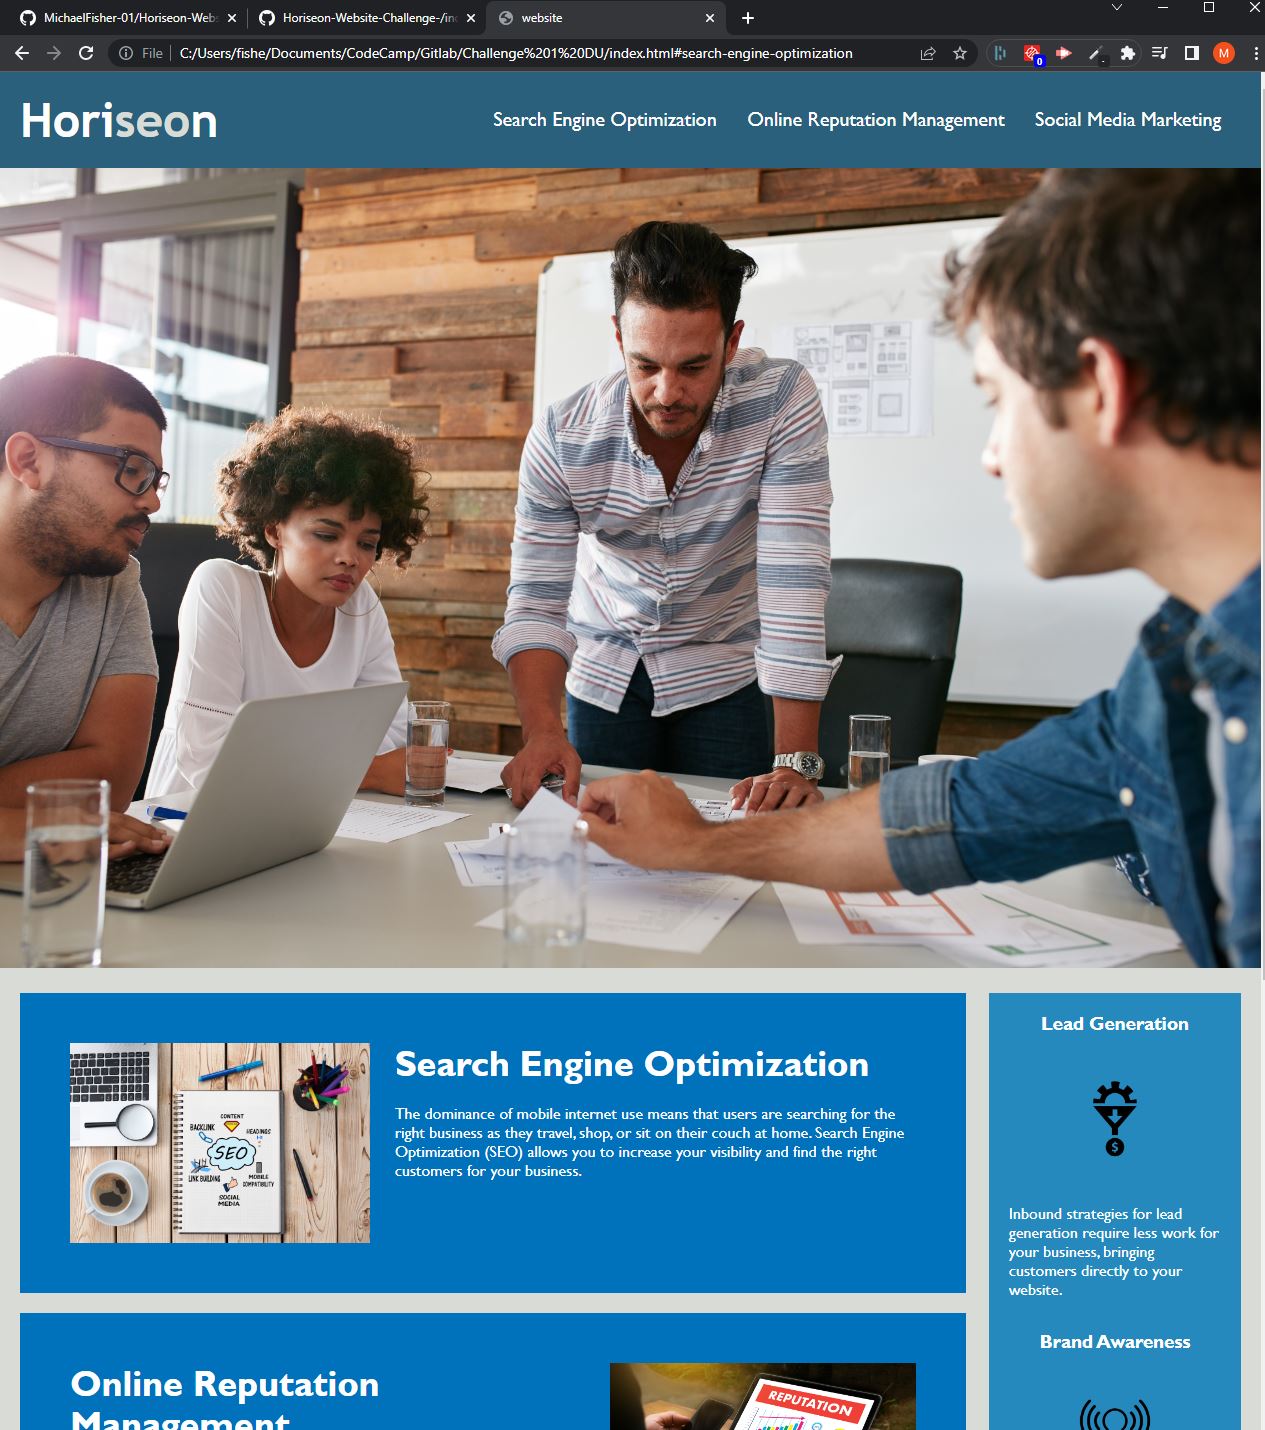 MichaelFisher-01/Horiseon-Webs
Horiseon-Website-Challenge-/in
website
File
C:/Users/fishe/Documents/CodeCamp/Gitlab/Challenge%201%20DU/index.html#search-engine-optimization
0
M
Horiseon
Search Engine Optimization
Online Reputation Management
Social Media Marketing
CONTENT
BACKLINK
HEADINGS
SEO
LINK BUILDING
MOBILE
COMPATIBILITY
SOCIAL
MEDIA
Search Engine Optimization
The dominance of mobile internet use means that users are searching for the
right business as they travel, shop, or sit on their couch at home. Search Engine
Optimization (SEO) allows you to increase your visibility and find the right
customers for your business.
Lead Generation
$
Inbound strategies for lead
generation require less work for
your business, bringing
customers directly to your
website.
Online Reputation
Management
REPUTATION
Brand Awareness